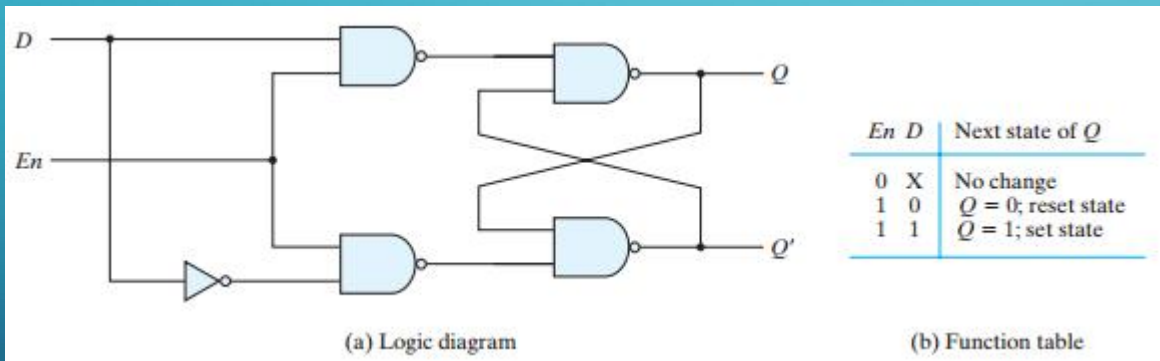 D
Q
En
Q'
(a) Logic diagram
En D Next state of Q
0 X No change
1 0 Q = 0; reset state
1 1 Q = 1; set state
(b) Function table